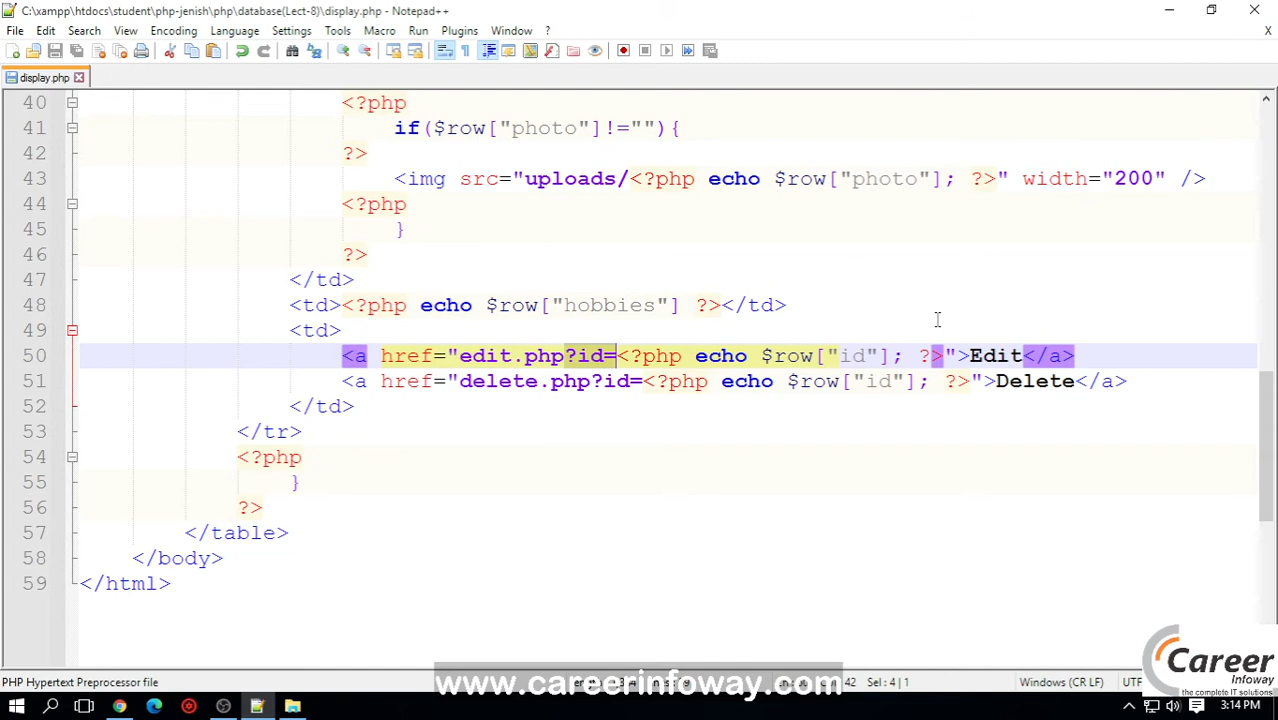 C:\xampp\htdocs\student\php-jenish\php\database(Lect-8)\display.php - Notepad++
File Edit Search View Encoding Language Settings Tools Macro Run Plugins Window ?
X
display.php
40 <?php
41 if($row["photo"]!=""){
42 ?>
43 <img src="uploads/<?php echo $row["photo"]; ?>" width="200" />
44 <?php
45 }
46 ?>
47 </td>
48 <td><?php echo $row["hobbies"] ?></td>
49 <td>
50 <a href="edit.php?id=<?php echo $row["id"]; ?>">Edit</a>
51 <a href="delete.php?id=<?php echo $row["id"]; ?>">Delete</a>
52 </td>
53 </tr>
54 <?php
55 }
56 ?>
57 </table>
58 </body>
59 </html>
Career
Infoway
(the complete IT solutions)
PHP Hypertext Preprocessor file
www.careerinfoway.com
Sel : 4 | 1
Windows (CR LF)
UTF
3:14 PM